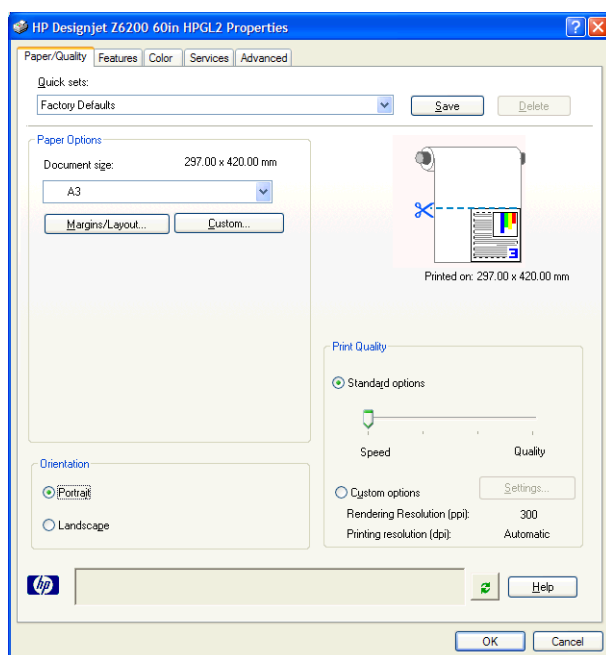 HP Designjet Z6200 60in HPGL2 Properties
Paper/Quality Features Color Services Advanced
Quick sets:
Factory Defaults
Save
Delete
Paper Options
Document size: 297.00 x 420.00 mm
A3
Margins/Layout...
Custom...
3
Printed on: 297.00 x 420.00 mm
Print Quality
Standard options
Speed Quality
Custom options
Settings...
Rendering Resolution (ppi): 300
Printing resolution (dpi): Automatic
Orientation
Portrait
Landscape
hp
Help
OK
Cancel